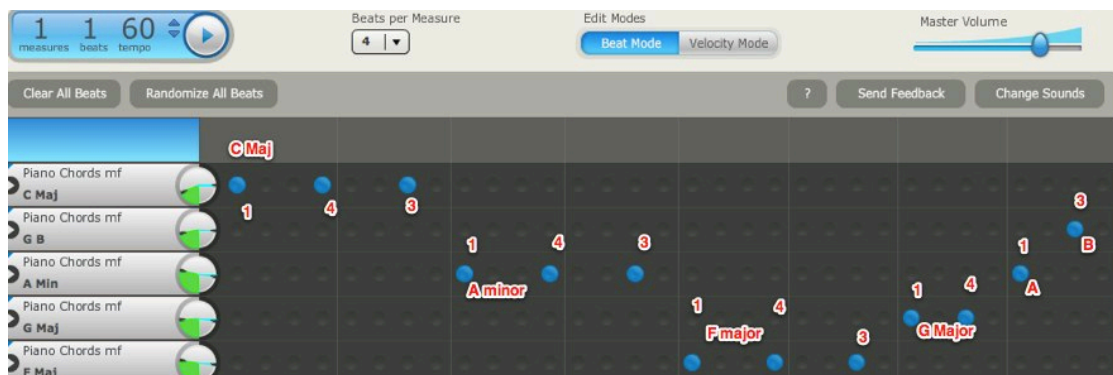 Beats per Measure
Edit Modes
Master Volume
1 1 60
measures beats tempo
4
Beat Mode Velocity Mode
Clear All Beats Randomize All Beats ? Send Feedback Change Sounds
C Maj
Piano Chords mf
C Maj
1 4 3
3
Piano Chords mf
G B
1 4 3 1 B
Piano Chords mf
A Min
A minor
1 4 A
Piano Chords mf
G Maj
1 4
F major
3
G Major
Piano Chords mf
F Maj